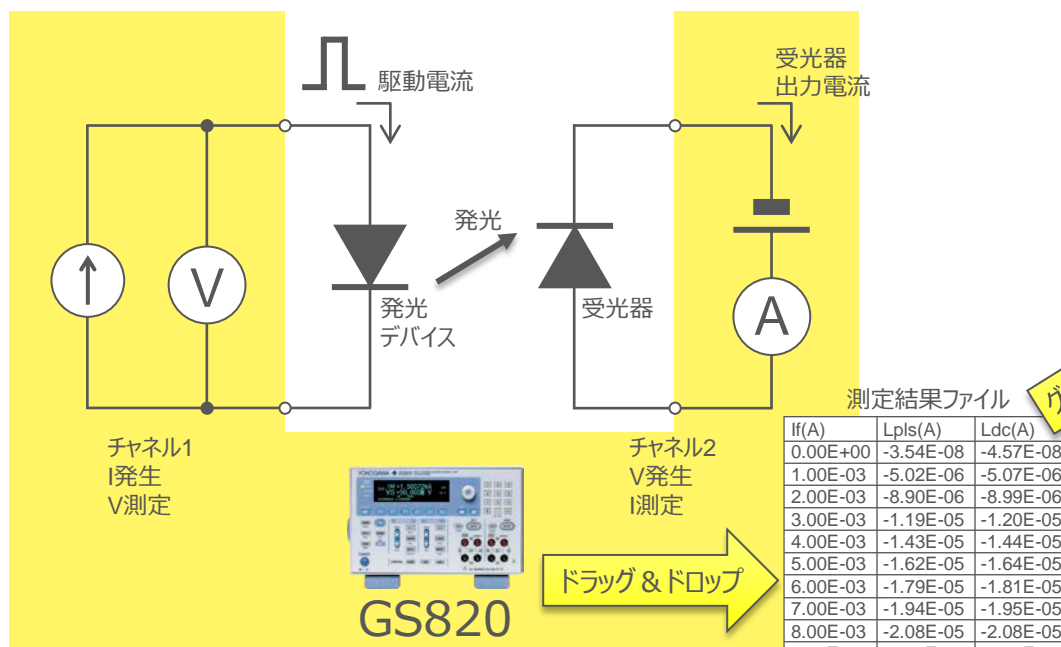 駆動電流
受光器
出力電流
発光
V
発光
デバイス
受光器
A
チャネル1
I発生
V測定
チャネル2
V発生
I測定
YOKOGAWA
GS820
ドラッグ & ドロップ
測定結果ファイル
グ
If(A) Lpls(A) Ldc(A)
0.00E+00 -3.54E-08 -4.57E-08
1.00E-03 -5.02E-06 -5.07E-06
2.00E-03 -8.90E-06 -8.99E-06
3.00E-03 -1.19E-05 -1.20E-05
4.00E-03 -1.43E-05 -1.44E-05
5.00E-03 -1.62E-05 -1.64E-05
6.00E-03 -1.79E-05 -1.81E-05
7.00E-03 -1.94E-05 -1.95E-05
8.00E-03 -2.08E-05 -2.08E-05